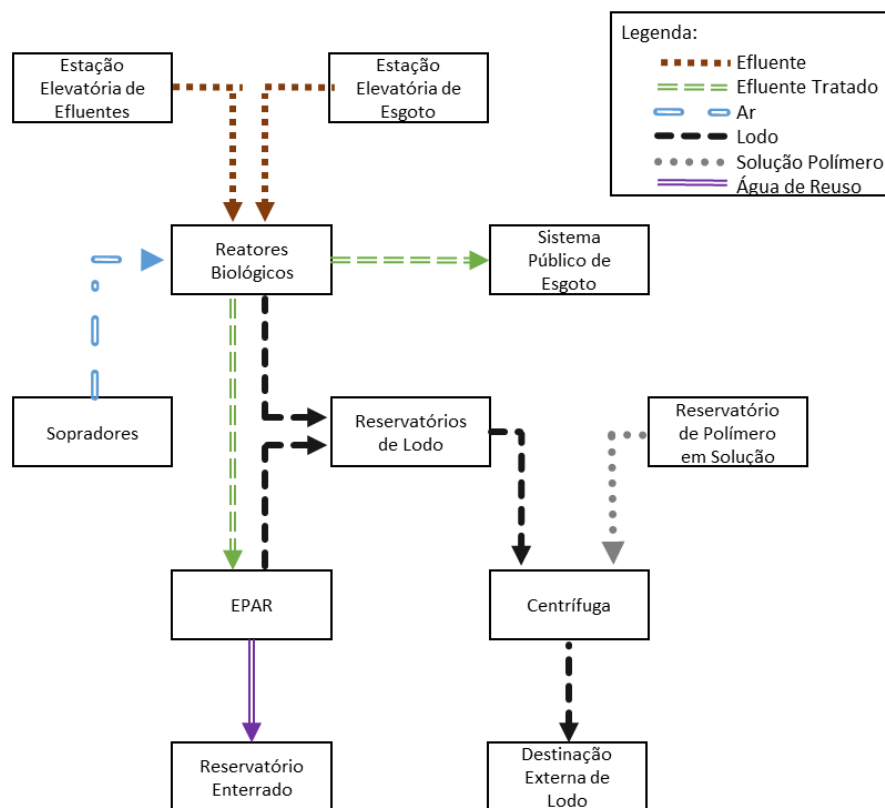 Legenda:
Efluente
Efluente Tratado
Ar
Lodo
Solução Polímero
Água de Reuso
Estação
Elevatória de
Efluentes
Estação
Elevatória de
Esgoto
Reatores
Biológicos
Sistema
Público de
Esgoto
Sopradores
Reservatórios
de Lodo
Reservatório
de Polímero
em Solução
EPAR
Centrífuga
Reservatório
Enterrado
Destinação
Externa de
Lodo